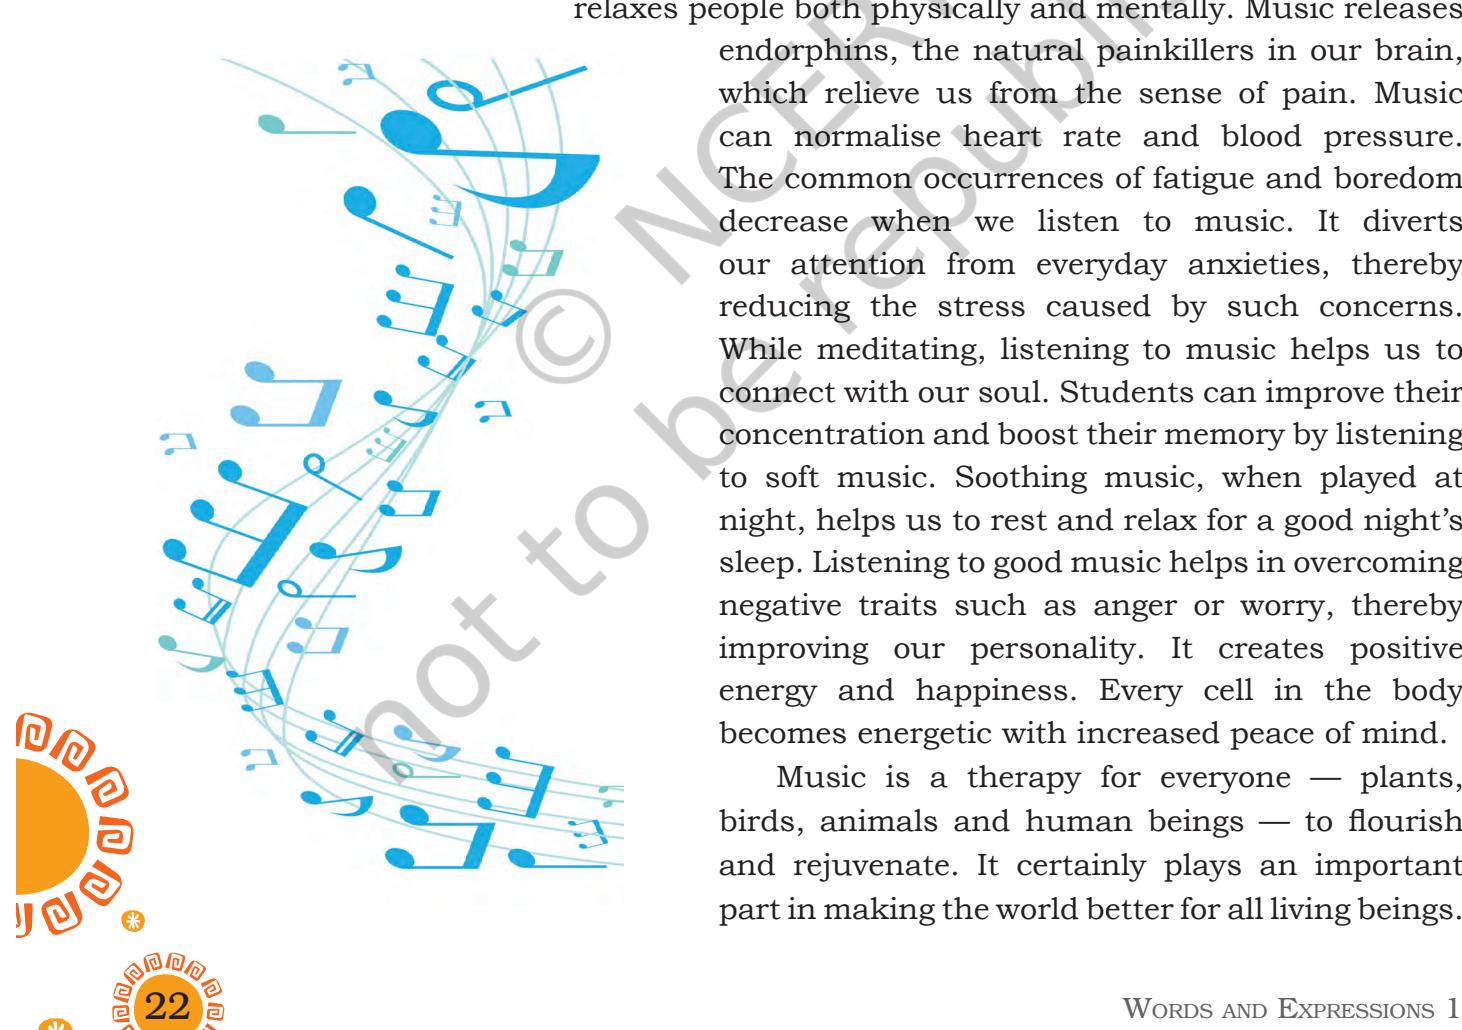 relaxes people both physically and mentally. Music releases
endorphins, the natural painkillers in our brain,
which relieve us from the sense of pain. Music
can normalise heart rate and blood pressure.
The common occurrences of fatigue and boredom
decrease when we listen to music. It diverts
our attention from everyday anxieties, thereby
reducing the stress caused by such concerns.
While meditating, listening to music helps us to
connect with our soul. Students can improve their
concentration and boost their memory by listening
to soft music. Soothing music, when played at
night, helps us to rest and relax for a good night’s
sleep. Listening to good music helps in overcoming
negative traits such as anger or worry, thereby
improving our personality. It creates positive
energy and happiness. Every cell in the body
becomes energetic with increased peace of mind.
Music is a therapy for everyone — plants,
birds, animals and human beings — to flourish
and rejuvenate. It certainly plays an important
part in making the world better for all living beings.
22
Words and Expressions 1
© NCER
not to be republi